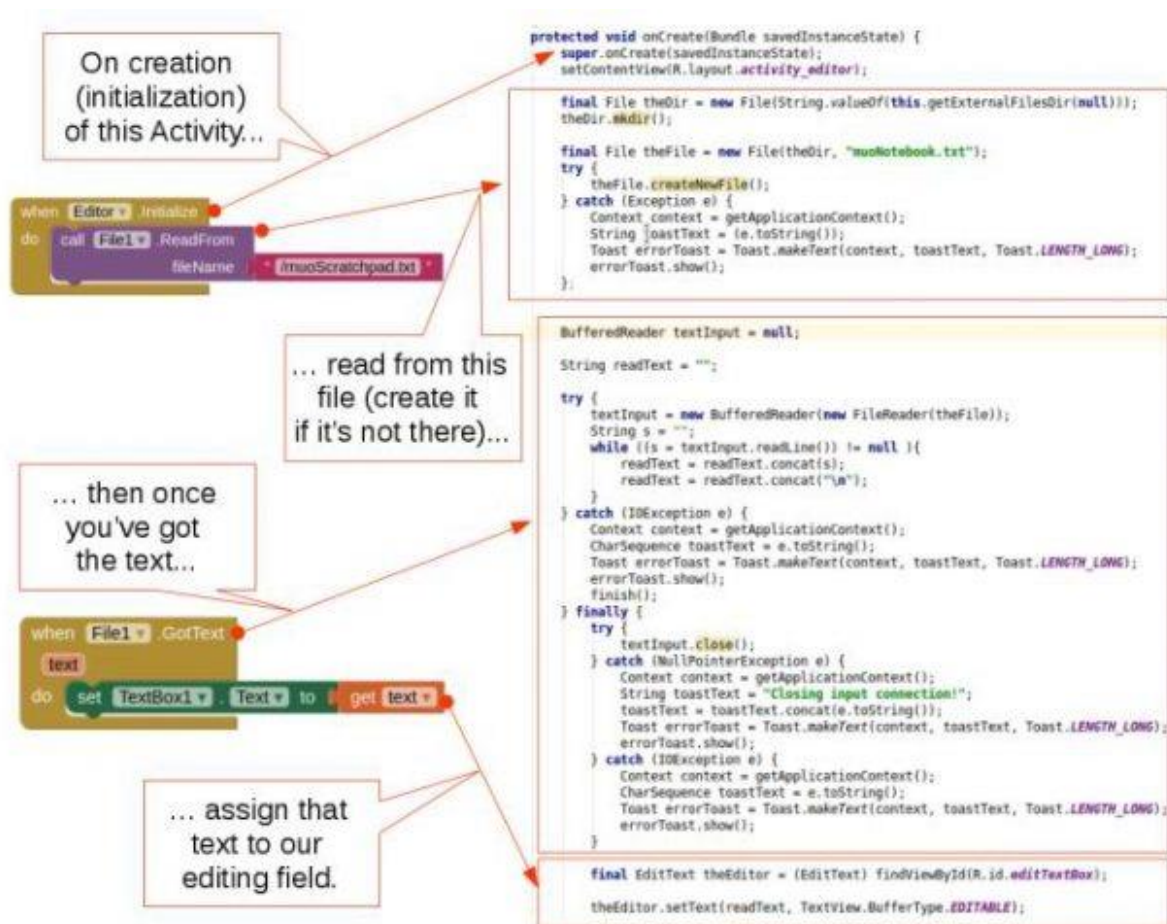 On creation
(initialization)
of this Activity...
when Editor .Initialize
do call File1 .ReadFrom
fileName " /muoScratchpad.txt "
... read from this
file (create it
if it's not there)...
... then once
you've got
the text...
when File1 .GotText
text
do set TextBox1 . Text to get text
... assign that
text to our
editing field.
protected void onCreate(Bundle savedInstanceState) {
super.onCreate(savedInstanceState);
setContentView(R.layout.activity_editor);
final File theDir = new File(String.valueOf(this.getExternalFilesDir(null)));
theDir.mkdir();
final File theFile = new File(theDir, "muoNotebook.txt");
try {
theFile.createNewFile();
} catch (Exception e) {
Context context = getApplicationContext();
String toastText = (e.toString());
Toast errorToast = Toast.makeText(context, toastText, Toast.LENGTH_LONG);
errorToast.show();
};
BufferedReader textInput = null;
String readText = "";
try {
textInput = new BufferedReader(new FileReader(theFile));
String s = "";
while ((s = textInput.readLine()) != null ){
readText = readText.concat(s);
readText = readText.concat("\n");
}
} catch (IOException e) {
Context context = getApplicationContext();
CharSequence toastText = e.toString();
Toast errorToast = Toast.makeText(context, toastText, Toast.LENGTH_LONG);
errorToast.show();
finish();
} finally {
try {
textInput.close();
} catch (NullPointerException e) {
Context context = getApplicationContext();
String toastText = "Closing input connection!";
toastText = toastText.concat(e.toString());
Toast errorToast = Toast.makeText(context, toastText, Toast.LENGTH_LONG);
errorToast.show();
} catch (IOException e) {
Context context = getApplicationContext();
CharSequence toastText = e.toString();
Toast errorToast = Toast.makeText(context, toastText, Toast.LENGTH_LONG);
errorToast.show();
}
final EditText theEditor = (EditText) findViewById(R.id.editTextBox);
theEditor.setText(readText, TextView.BufferType.EDITABLE);